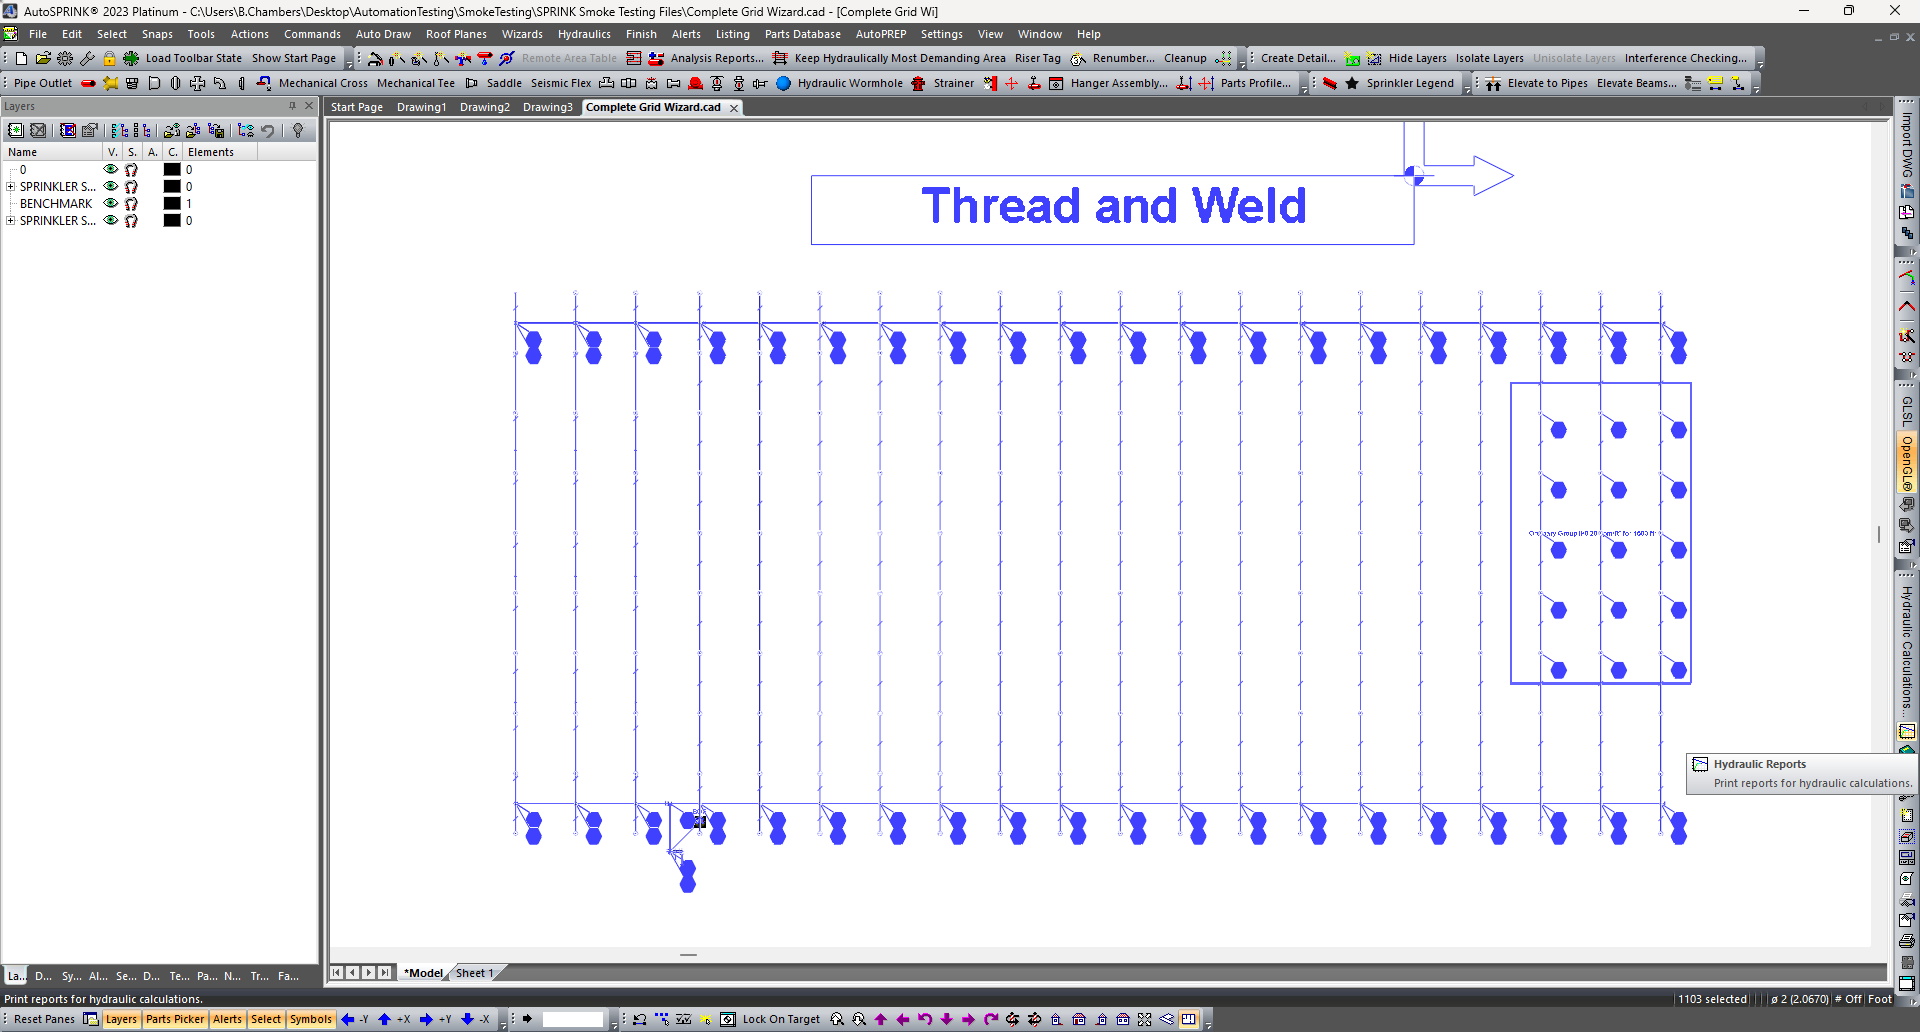 AutoSPRINK® 2023 Platinum - C:\Users\B.Chambers\Desktop\AutomationTesting\SmokeTesting\SPRINK Smoke Testing Files\Complete Grid Wizard.cad - [Complete Grid Wi]
File Edit Select Snaps Tools Actions Commands Auto Draw Roof Planes Wizards Hydraulics Finish Alerts Listing Parts Database AutoPREP Settings View Window Help
Load Toolbar State Show Start Page Remote Area Table Analysis Reports... Keep Hydraulically Most Demanding Area Riser Tag Renumber... Cleanup Create Detail... Hide Layers Isolate Layers Unisolate Layers Interference Checking...
Pipe Outlet Mechanical Cross Mechanical Tee Saddle Seismic Flex Hydraulic Wormhole Strainer Hanger Assembly... Parts Profile... Sprinkler Legend Elevate to Pipes Elevate Beams...
Layers
Start Page Drawing1 Drawing2 Drawing3 Complete Grid Wizard.cad
Name V. S. A. C. Elements
0 0
SPRINKLER S... 0
BENCHMARK 1
SPRINKLER S... 0
Thread and Weld
Import DWG
GLSL
OpenGL®
Hydraulic Calculations...
Hydraulic Reports
Print reports for hydraulic calculations.
La... D... Sy... Al... Se... D... Te... Pa... N... Tr... Fa...
*Model Sheet 1
Print reports for hydraulic calculations.
1103 selected ø 2 (2.0670) # Off Foot
Reset Panes Layers Parts Picker Alerts Select Symbols -Y +X +Y -X Lock On Target